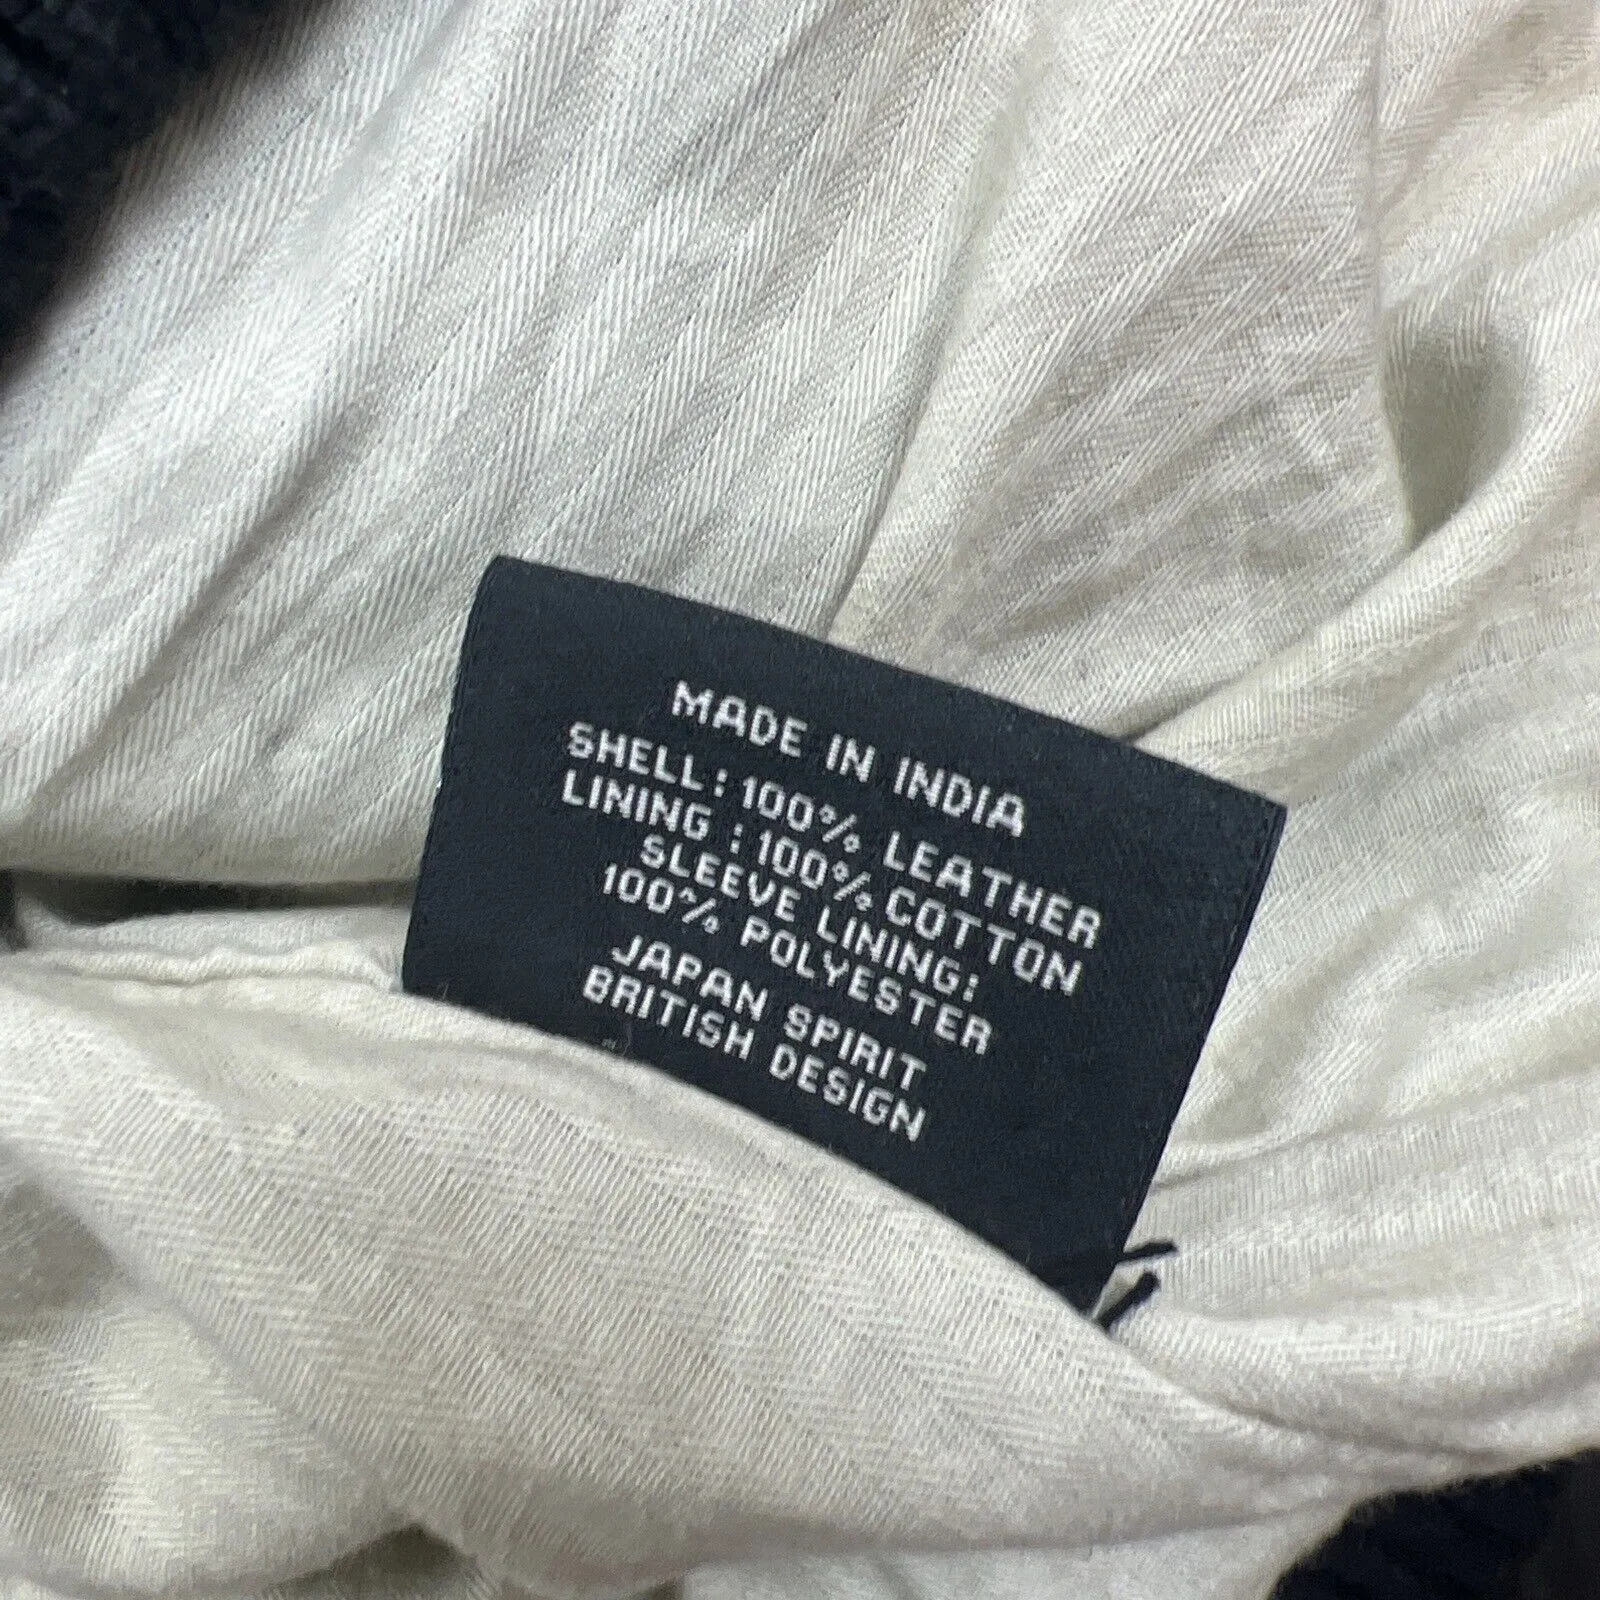 MADE IN INDIA
SHELL: 100% LEATHER
LINING : 100% COTTON
SLEEVE LINING:
100% POLYESTER
JAPAN SPIRIT
BRITISH DESIGN